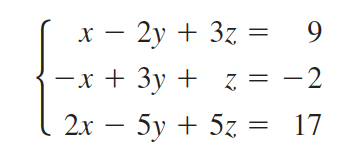 x − 2y + 3z = 9
−x + 3y + z = −2
2x − 5y + 5z = 17